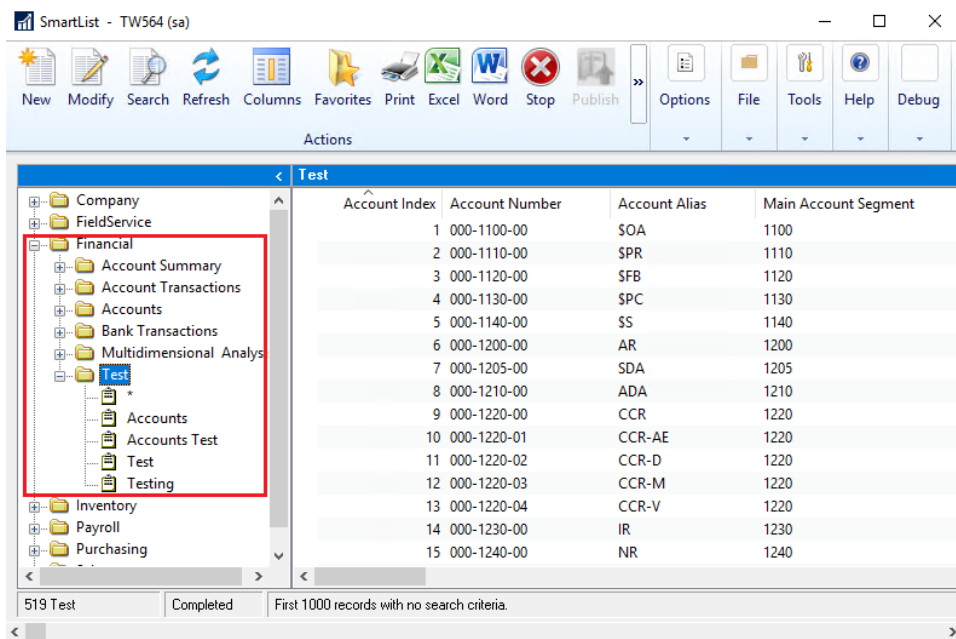 SmartList - TW564 (sa)
New Modify Search Refresh Columns Favorites Print Excel Word Stop Publish » Options File Tools Help Debug
Actions
< Test
Company
FieldService
Financial
Account Summary
Account Transactions
Accounts
Bank Transactions
Multidimensional Analys
Test
*
Accounts
Accounts Test
Test
Testing
Inventory
Payroll
Purchasing
Account Index Account Number Account Alias Main Account Segment
1 000-1100-00 $OA 1100
2 000-1110-00 $PR 1110
3 000-1120-00 $FB 1120
4 000-1130-00 $PC 1130
5 000-1140-00 $S 1140
6 000-1200-00 AR 1200
7 000-1205-00 SDA 1205
8 000-1210-00 ADA 1210
9 000-1220-00 CCR 1220
10 000-1220-01 CCR-AE 1220
11 000-1220-02 CCR-D 1220
12 000-1220-03 CCR-M 1220
13 000-1220-04 CCR-V 1220
14 000-1230-00 IR 1230
15 000-1240-00 NR 1240
519 Test Completed First 1000 records with no search criteria.